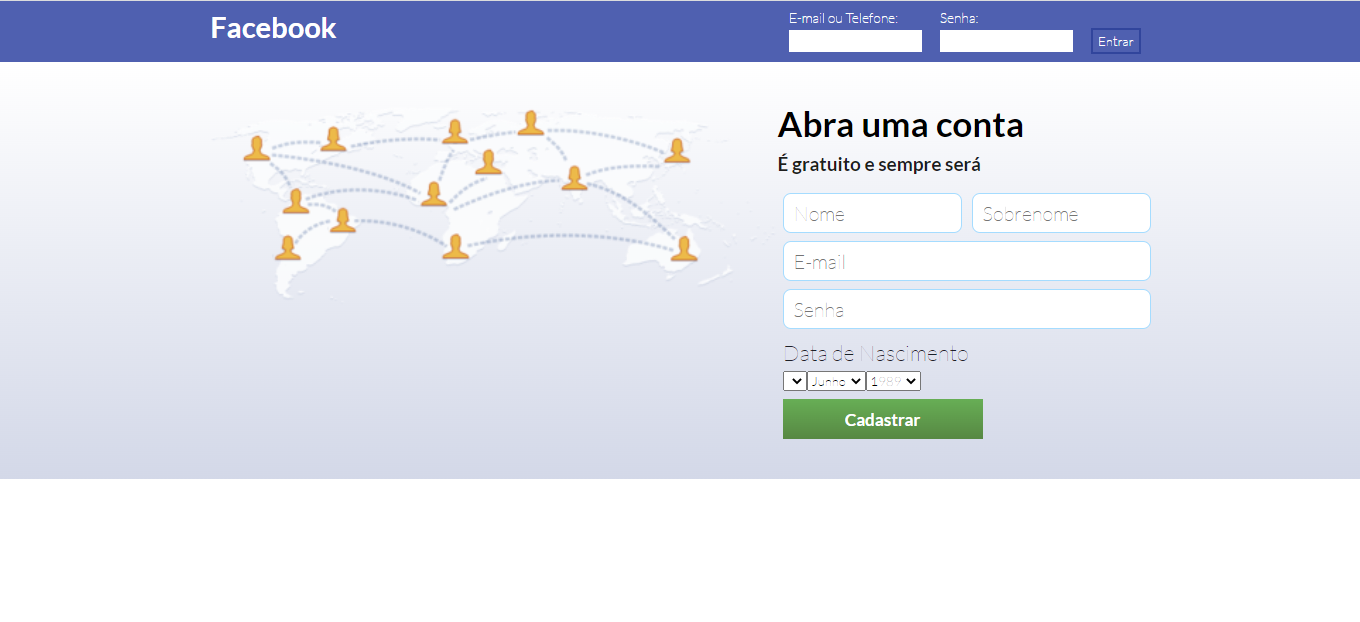 Facebook
E-mail ou Telefone:
Senha:
Entrar
Abra uma conta
É gratuito e sempre será
Nome
Sobrenome
E-mail
Senha
Data de Nascimento
Junho 1989
Cadastrar